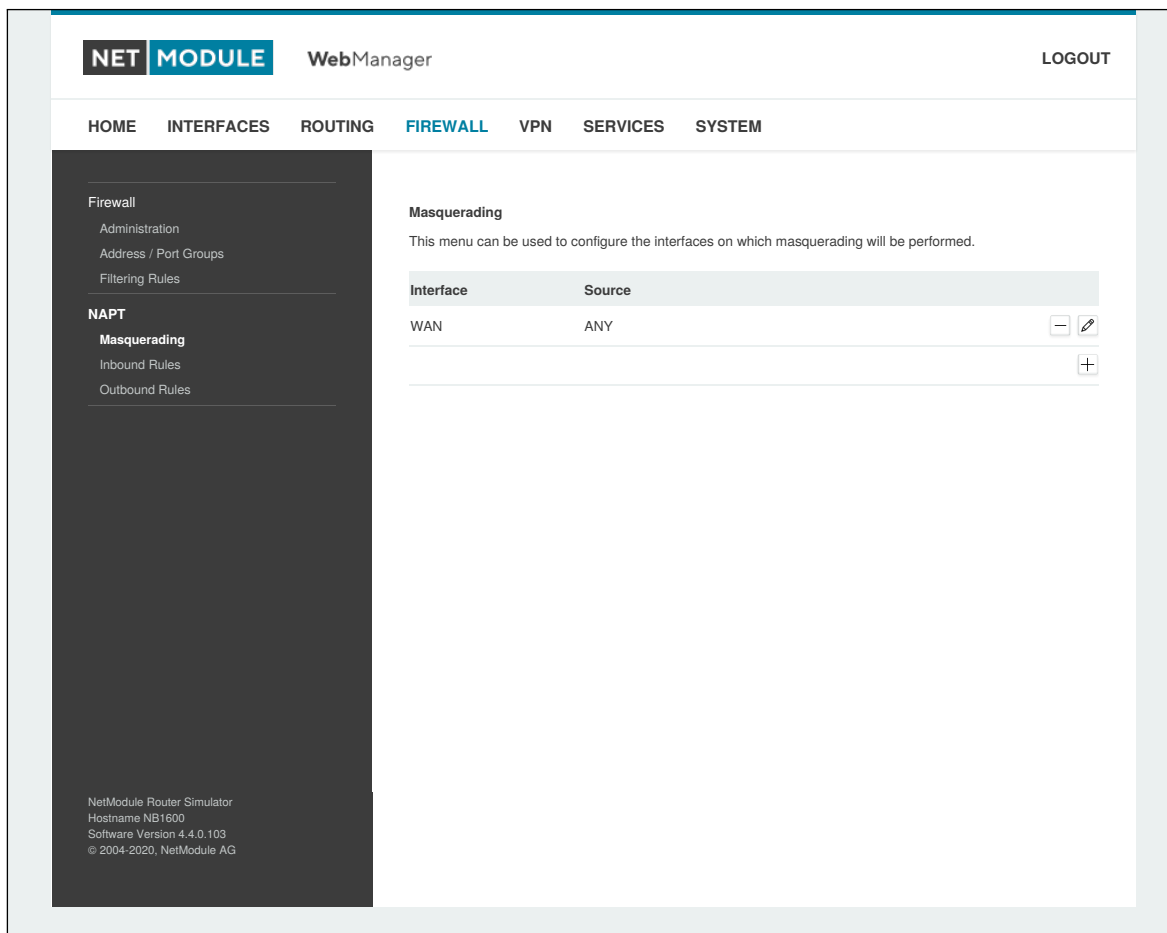 NET MODULE WebManager LOGOUT
HOME INTERFACES ROUTING FIREWALL VPN SERVICES SYSTEM
Firewall
Administration
Address / Port Groups
Filtering Rules
NAPT
Masquerading
Inbound Rules
Outbound Rules
NetModule Router Simulator
Hostname NB1600
Software Version 4.4.0.103
© 2004-2020, NetModule AG
Masquerading
This menu can be used to configure the interfaces on which masquerading will be performed.
Interface Source
WAN ANY